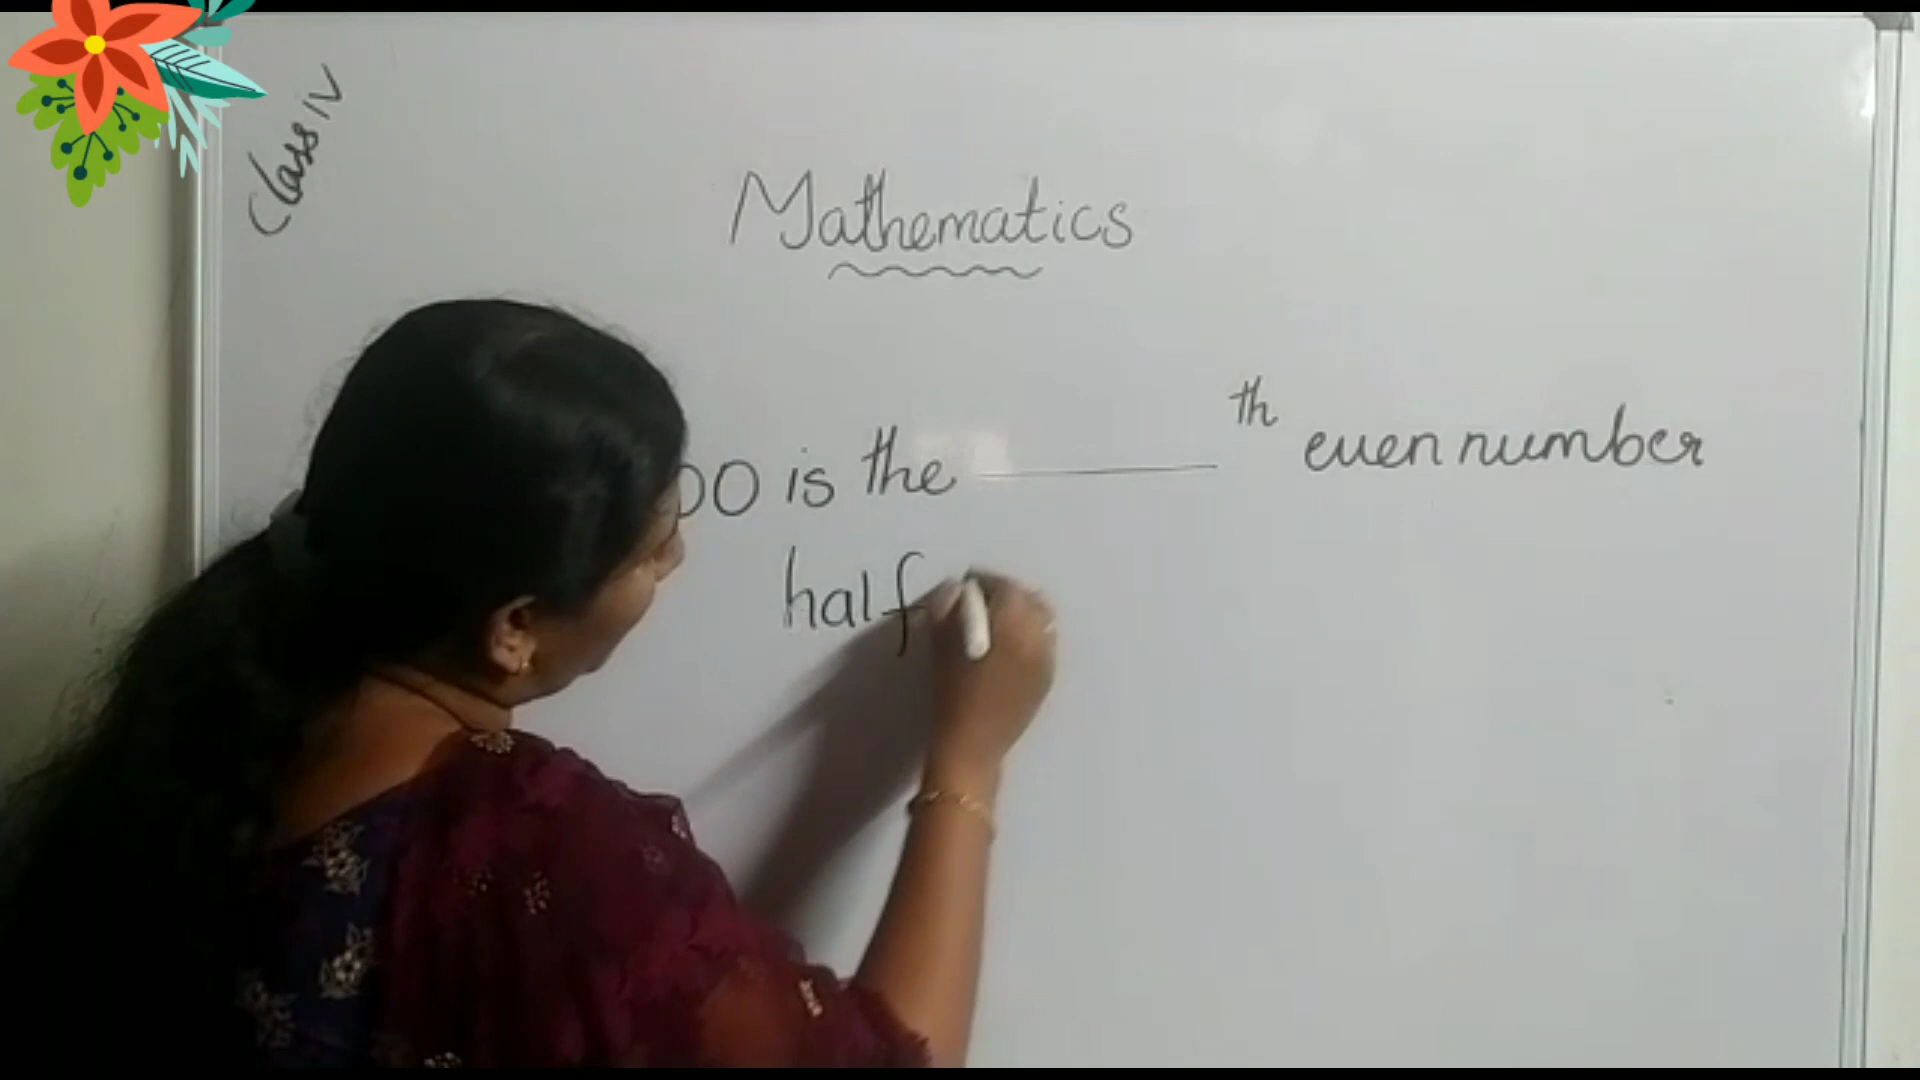 Class IV
Mathematics
00 is the ______ th even number
half